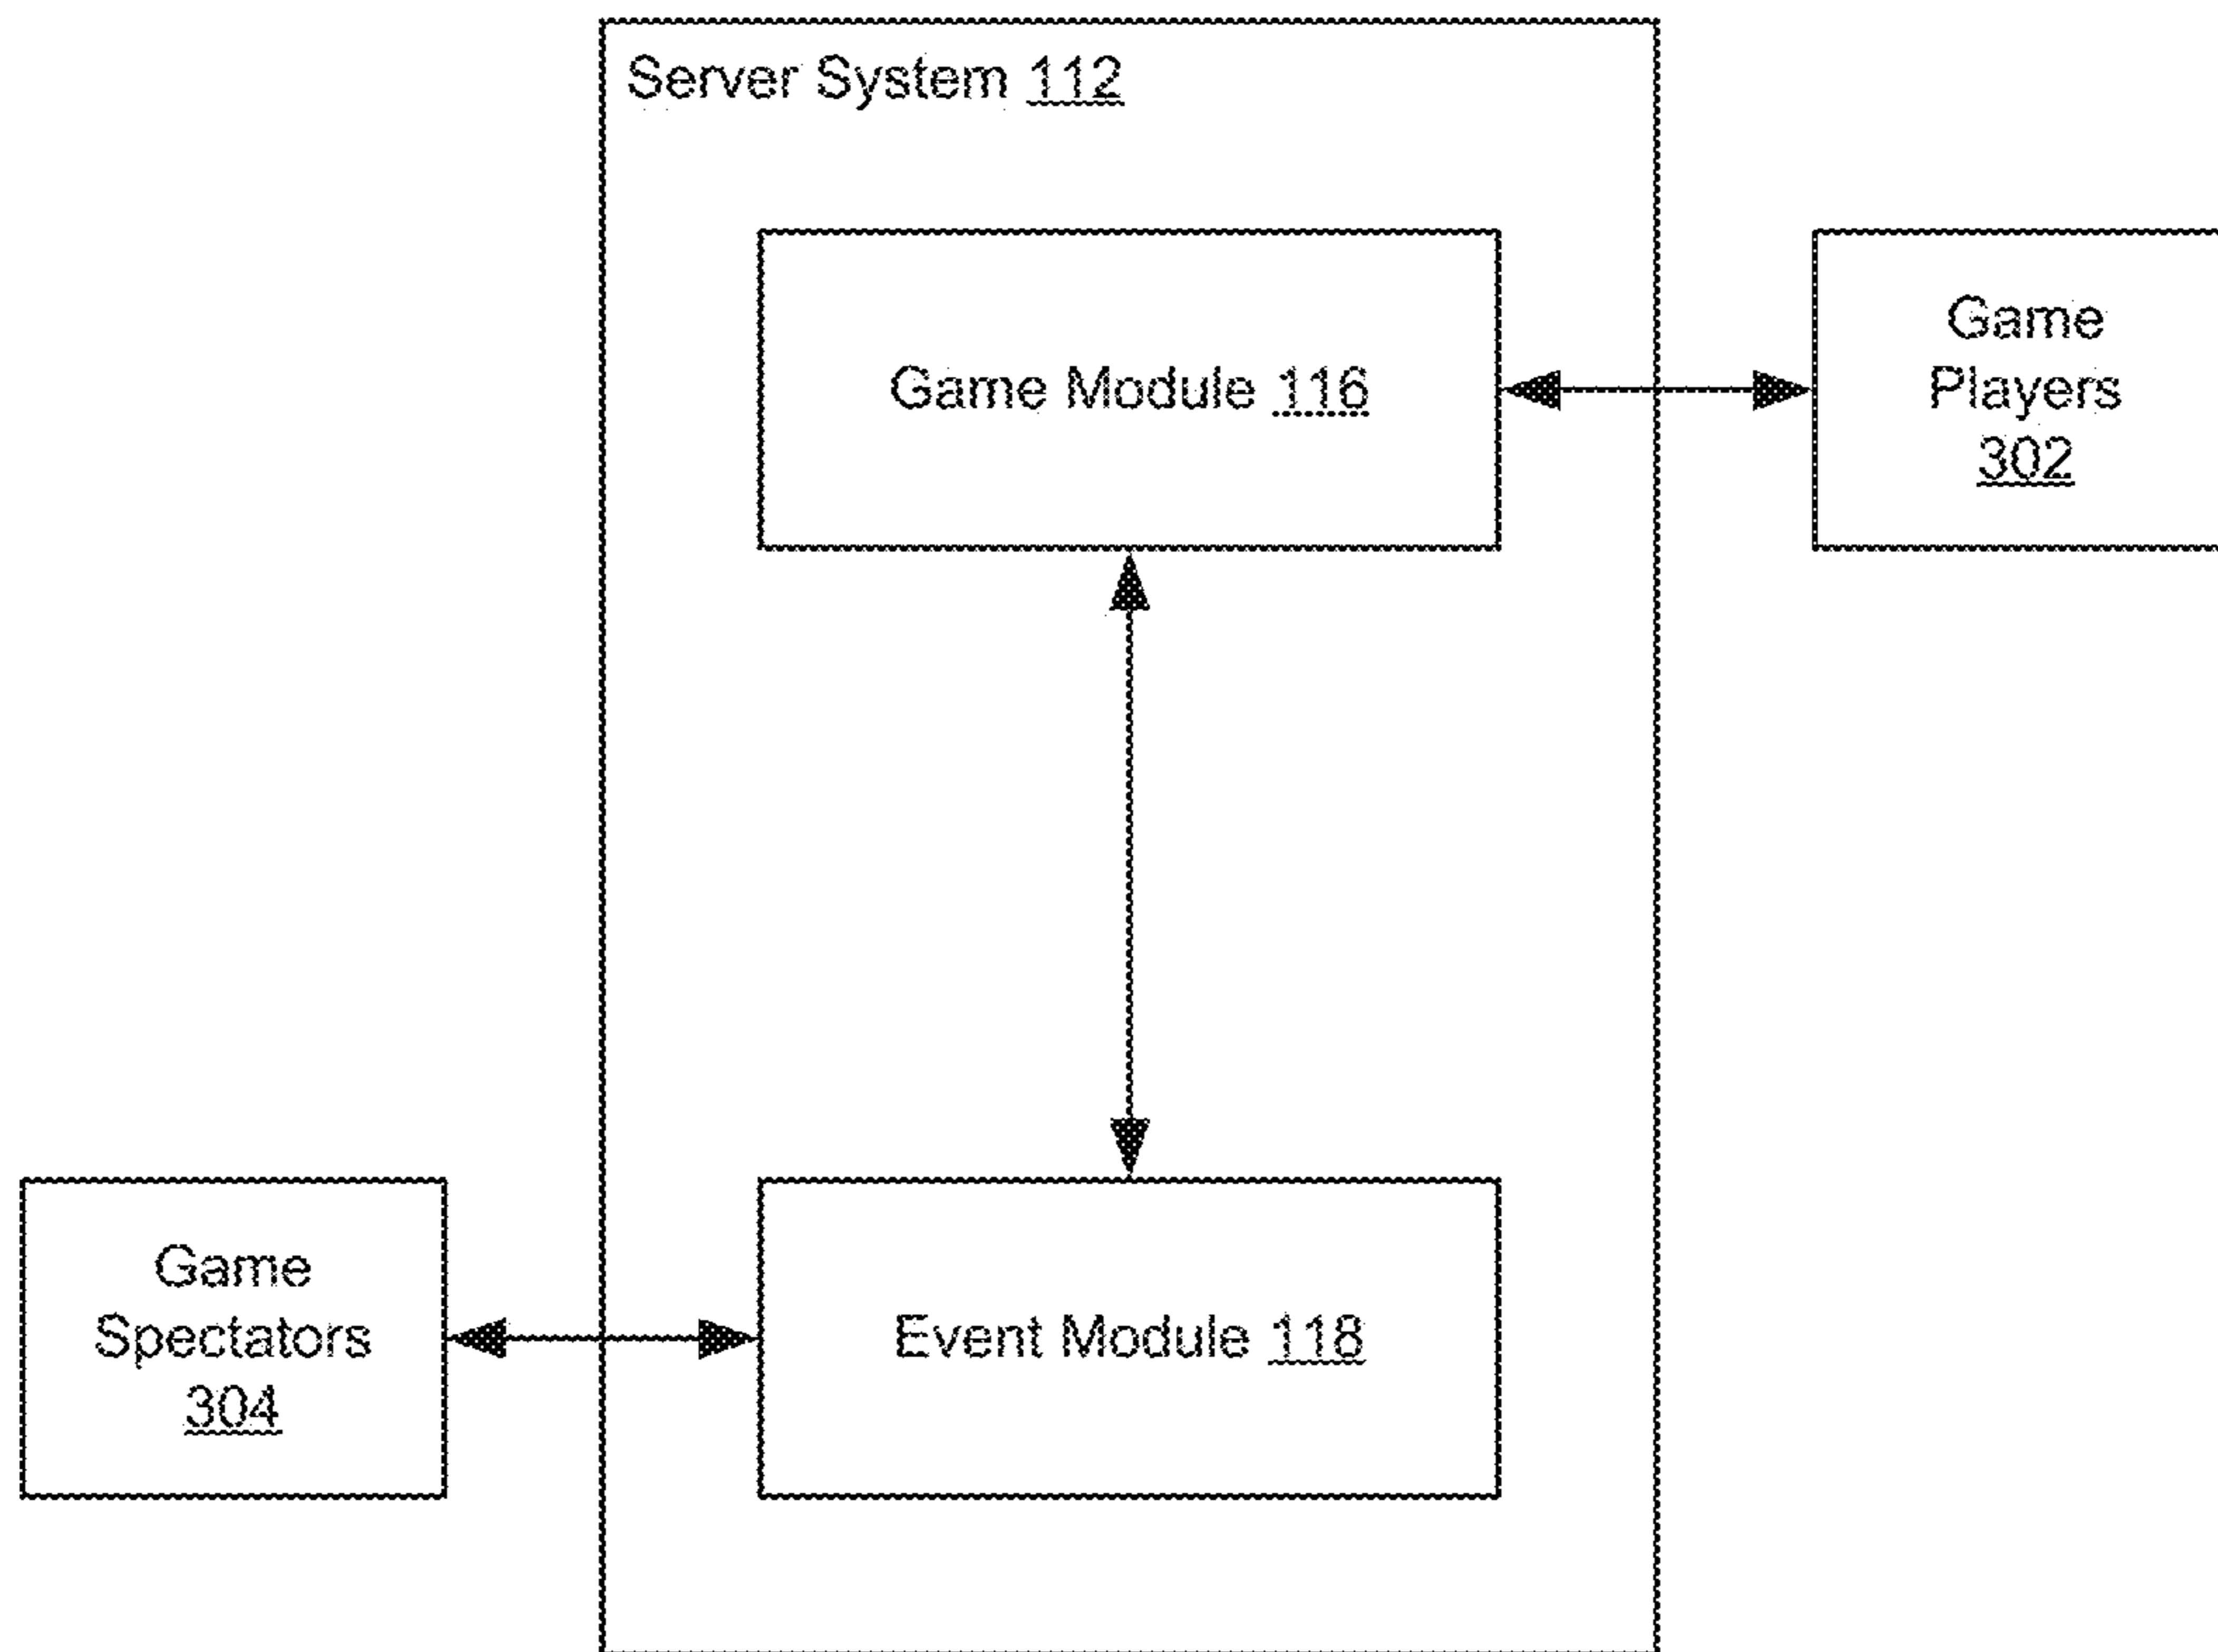 Server System 112
Game Module 116
Game
Players
302
Game
Spectators
304
Event Module 118